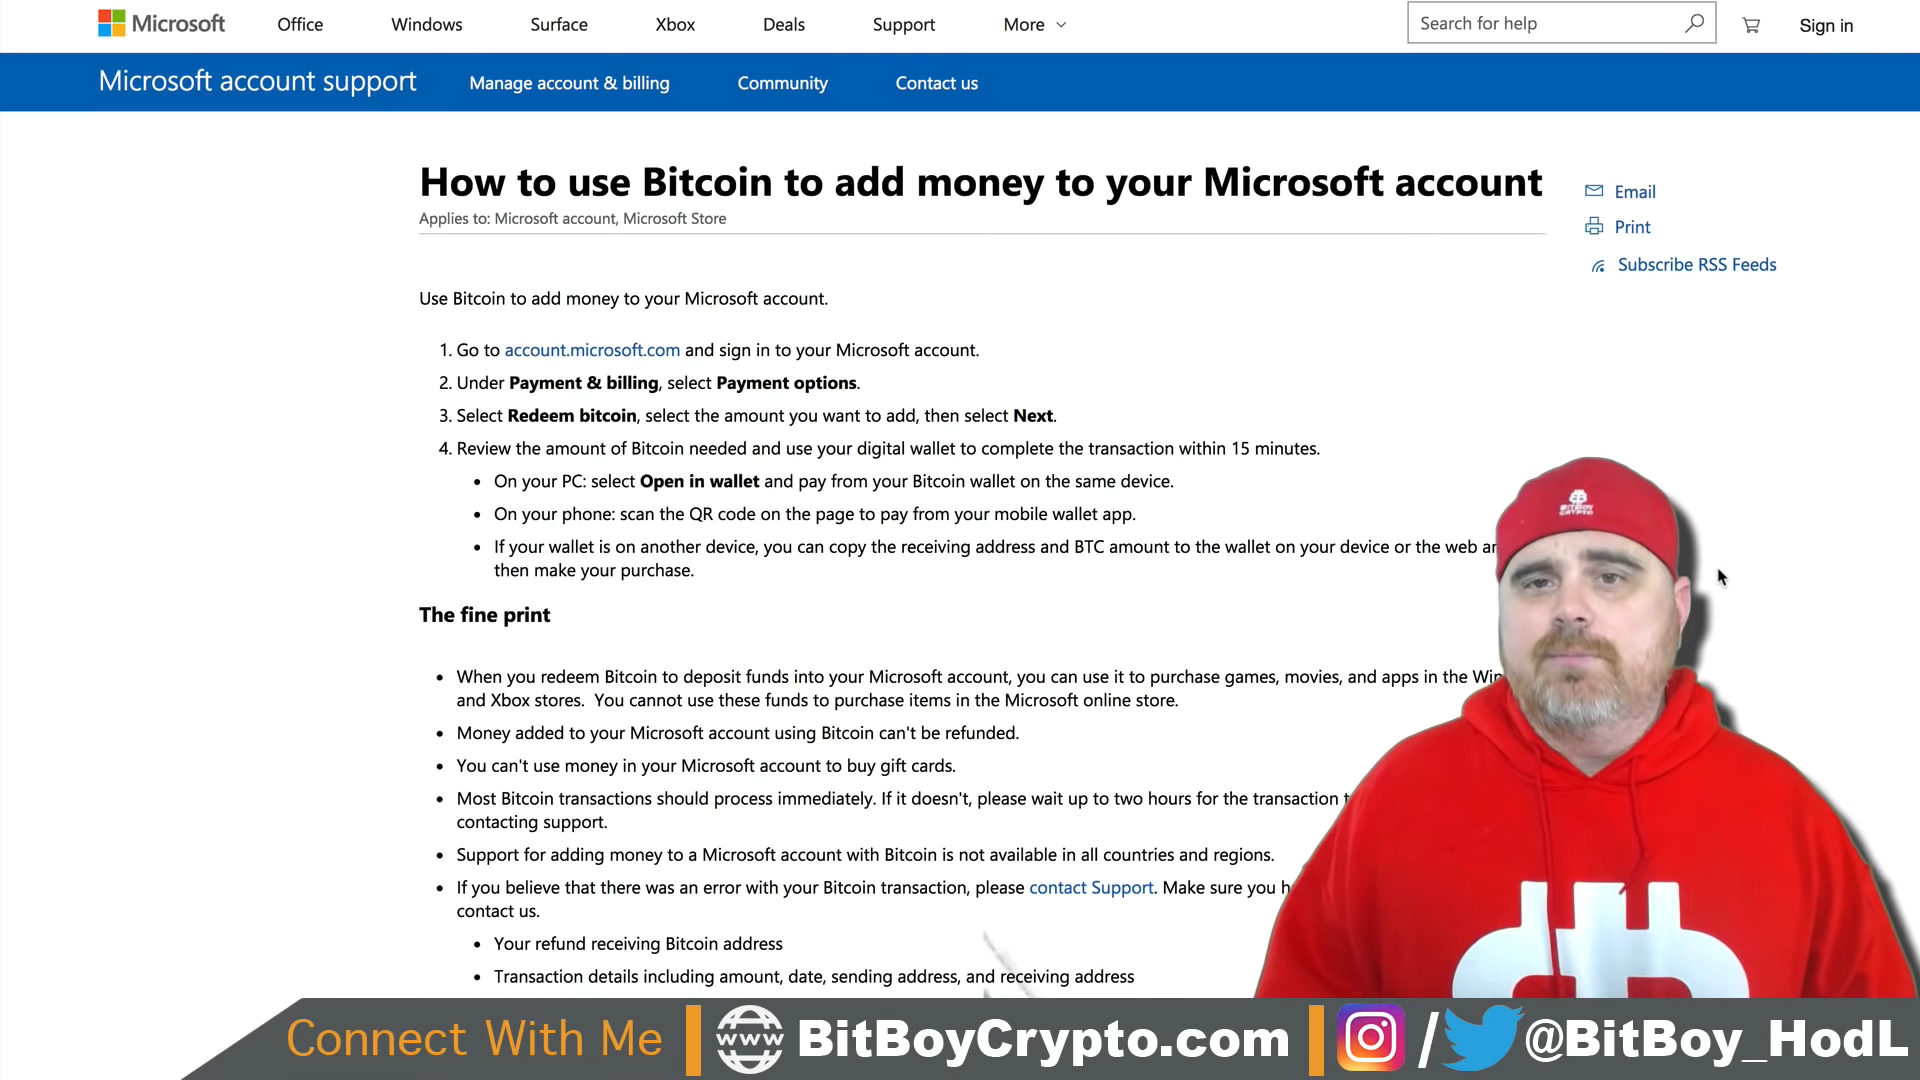 Microsoft Office Windows Surface Xbox Deals Support More Search for help Sign in
Microsoft account support Manage account & billing Community Contact us
How to use Bitcoin to add money to your Microsoft account
Applies to: Microsoft account, Microsoft Store
Email
Print
Subscribe RSS Feeds
Use Bitcoin to add money to your Microsoft account.
1. Go to account.microsoft.com and sign in to your Microsoft account.
2. Under Payment & billing, select Payment options.
3. Select Redeem bitcoin, select the amount you want to add, then select Next.
4. Review the amount of Bitcoin needed and use your digital wallet to complete the transaction within 15 minutes.
• On your PC: select Open in wallet and pay from your Bitcoin wallet on the same device.
• On your phone: scan the QR code on the page to pay from your mobile wallet app.
• If your wallet is on another device, you can copy the receiving address and BTC amount to the wallet on your device or the web
then make your purchase.
BITBOY
CRYPTO
The fine print
• When you redeem Bitcoin to deposit funds into your Microsoft account, you can use it to purchase games, movies, and apps in the
and Xbox stores. You cannot use these funds to purchase items in the Microsoft online store.
• Money added to your Microsoft account using Bitcoin can't be refunded.
• You can't use money in your Microsoft account to buy gift cards.
• Most Bitcoin transactions should process immediately. If it doesn't, please wait up to two hours for the transaction
contacting support.
• Support for adding money to a Microsoft account with Bitcoin is not available in all countries and regions.
• If you believe that there was an error with your Bitcoin transaction, please contact Support. Make sure you
contact us.
• Your refund receiving Bitcoin address
• Transaction details including amount, date, sending address, and receiving address
Connect With Me WWW BitBoyCrypto.com / @BitBoy_HodL